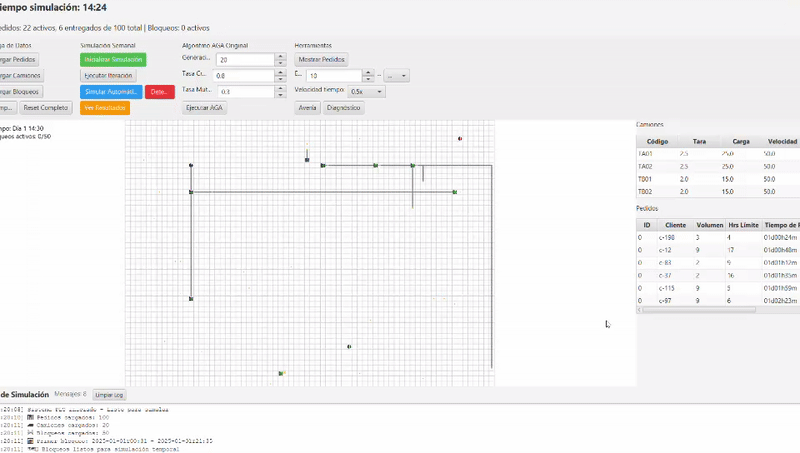 iempo simulación: 14:24
edidos: 22 activos, 6 entregados de 100 total | Bloqueos: 0 activos
ga de Datos
Simulación Semanal
Algoritmo AGA Original
Herramientas
rgar Pedidos
Inicializar Simulación
Generaci...
20
Mostrar Pedidos
rgar Camiones
Ejecutar Iteración
0.8
10
...
rgar Bloqueos
Simular Automáti...
Dete...
Tasa Mut...
0.3
Velocidad tiempo:
0.5x
mp...
Reset Completo
Ver Resultados
Ejecutar AGA
Avería
Diagnóstico
mpo: Día 1 14:30
queos activos: 0/50
Camiones
Código Tara Carga Velocidad
TA01 2.5 25.0 50.0
TA02 2.5 25.0 50.0
TB01 2.0 15.0 50.0
TB02 2.0 15.0 50.0
Pedidos
ID Cliente Volumen Hrs Límite Tiempo de R
0 c-198 3 4 01d00h24m
0 c-12 9 17 01d00h48m
0 c-83 2 9 01d01h12m
0 c-37 2 16 01d01h35m
0 c-115 9 5 01d01h59m
0 c-97 9 6 01d02h23m
de Simulación
Mensajes: 8
Limpiar Log
:20:10] Pedidos cargados: 100
:20:11] Camiones cargados: 20
:20:11] Bloqueos cargados: 50
:20:11] Primer bloqueo: 2025-01-01T00:31 - 2025-01-01T21:35
:20:11] Bloqueos listos para simulación temporal